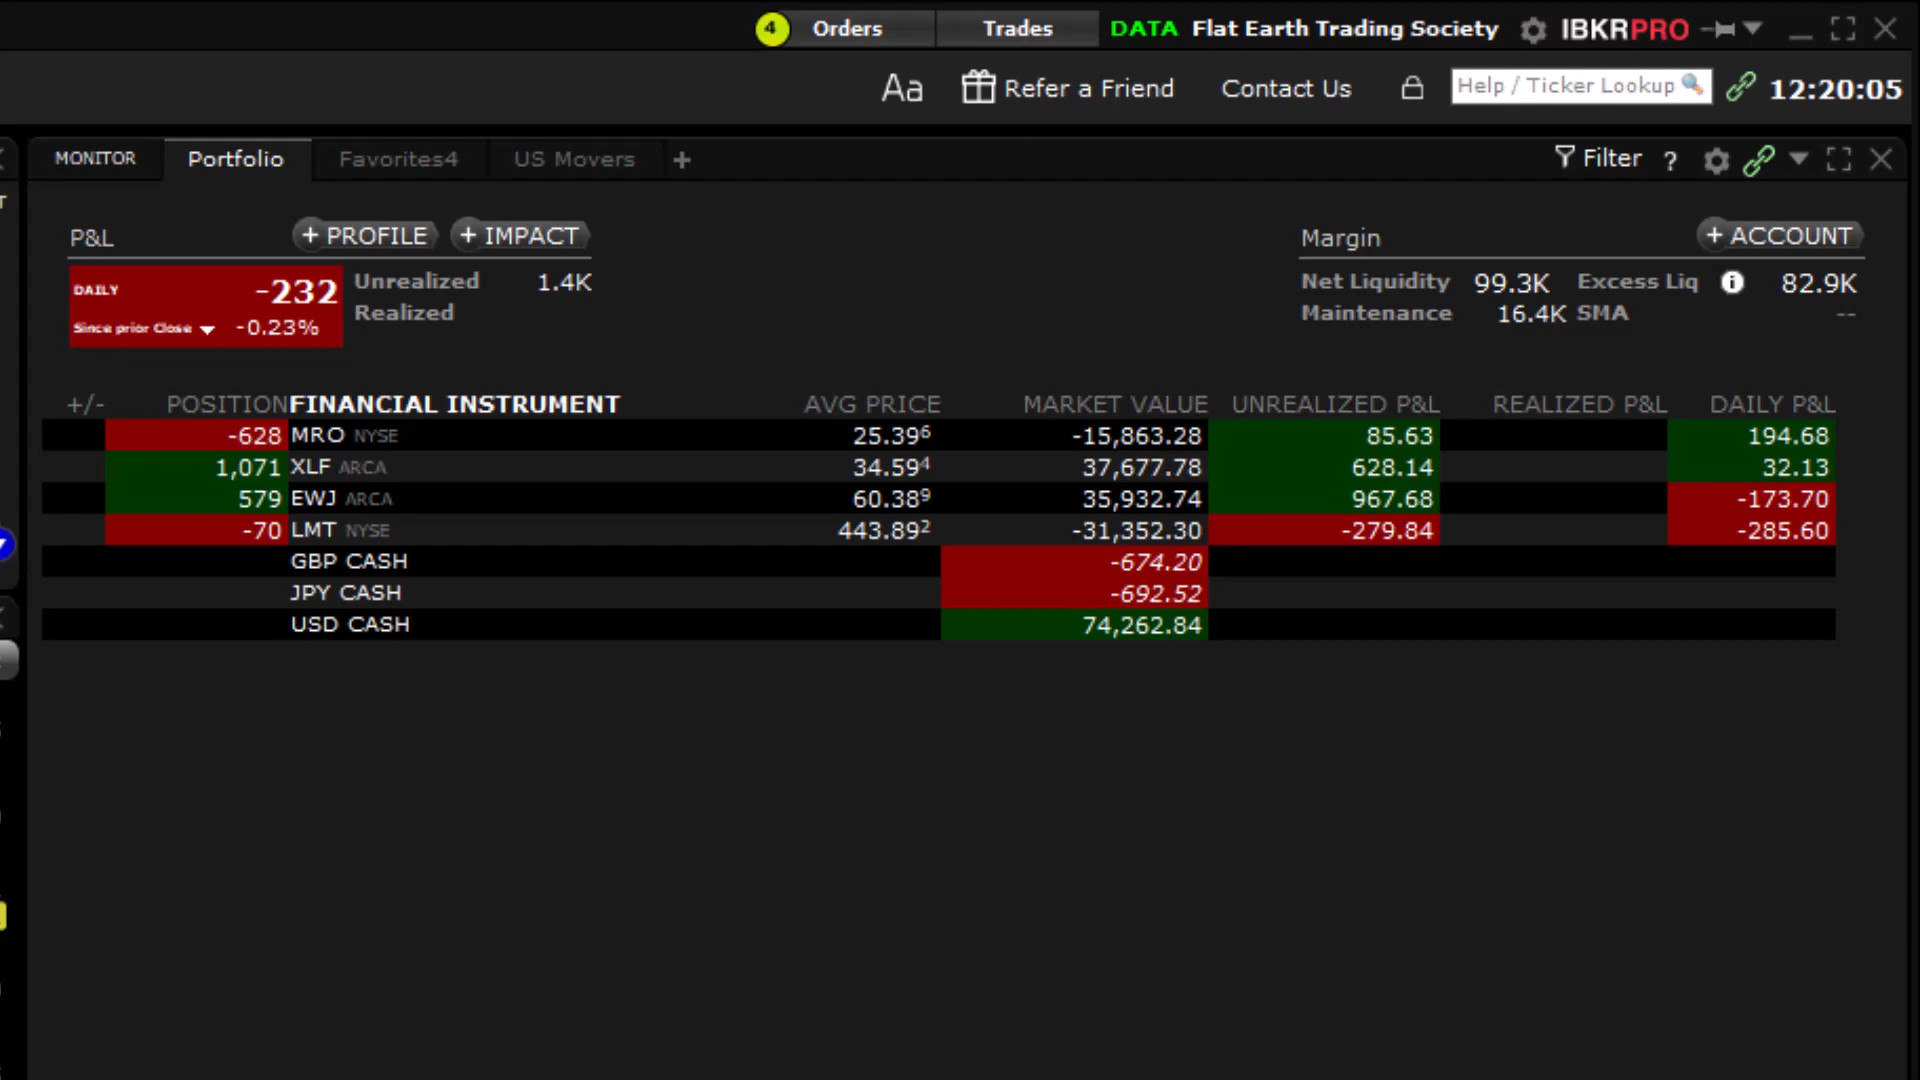 4 Orders Trades DATA Flat Earth Trading Society IBKRPRO
Aa Refer a Friend Contact Us Help / Ticker Lookup 12:20:05
MONITOR Portfolio Favorites4 US Movers + Filter ?
P&L + PROFILE + IMPACT Margin + ACCOUNT
DAILY -232 Unrealized 1.4K Net Liquidity 99.3K Excess Liq i 82.9K
Since prior Close -0.23% Realized Maintenance 16.4K SMA --
+/- POSITION FINANCIAL INSTRUMENT AVG PRICE MARKET VALUE UNREALIZED P&L REALIZED P&L DAILY P&L
-628 MRO NYSE 25.39⁶ -15,863.28 85.63 194.68
1,071 XLF ARCA 34.59⁴ 37,677.78 628.14 32.13
579 EWJ ARCA 60.38⁹ 35,932.74 967.68 -173.70
-70 LMT NYSE 443.89² -31,352.30 -279.84 -285.60
GBP CASH -674.20
JPY CASH -692.52
USD CASH 74,262.84